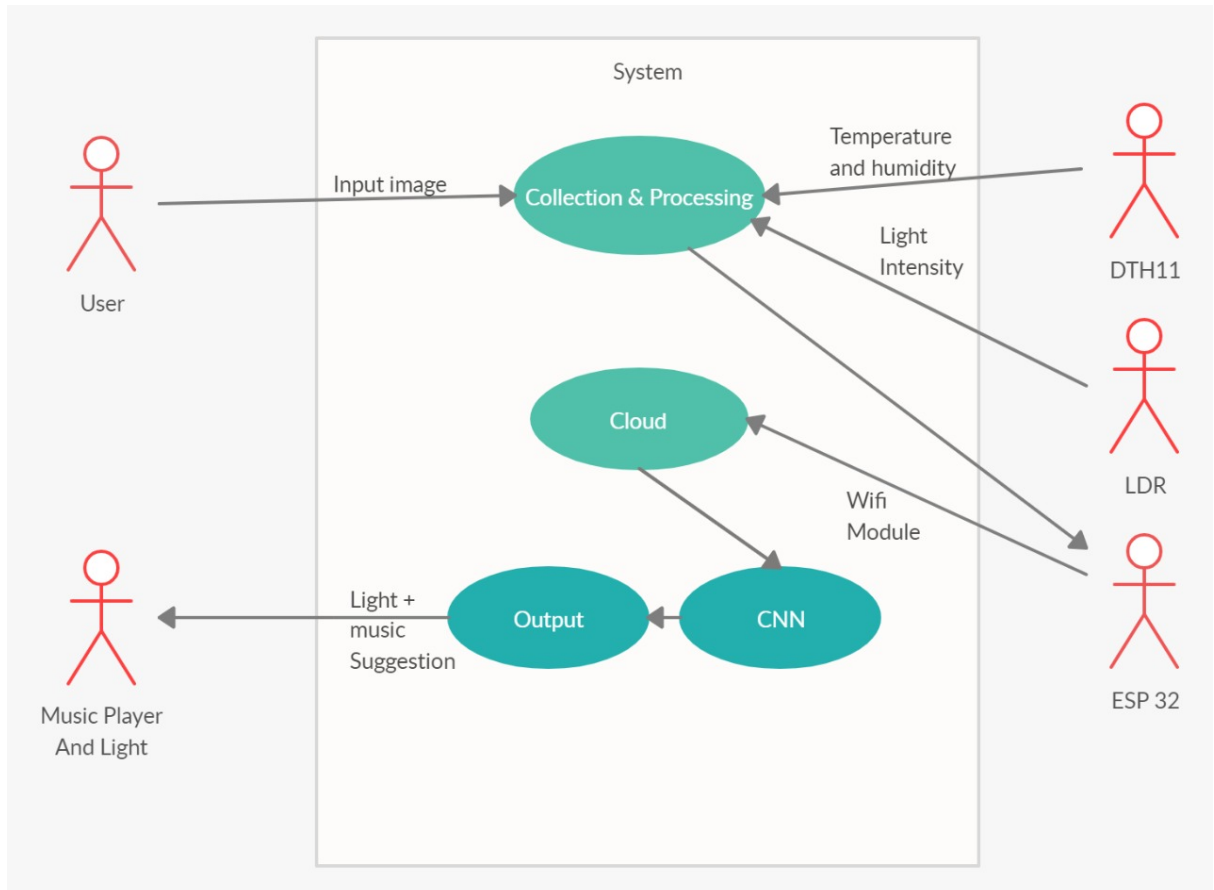 System
Temperature
and humidity
Input image
Collection & Processing
User
Light
Intensity
DTH11
Cloud
LDR
Wifi
Module
Light +
music
Suggestion
Output
CNN
Music Player
And Light
ESP 32